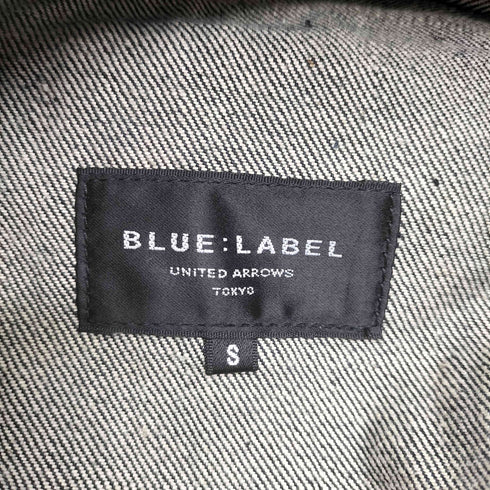 BLUE:LABEL
UNITED ARROWS
TOKYO
S